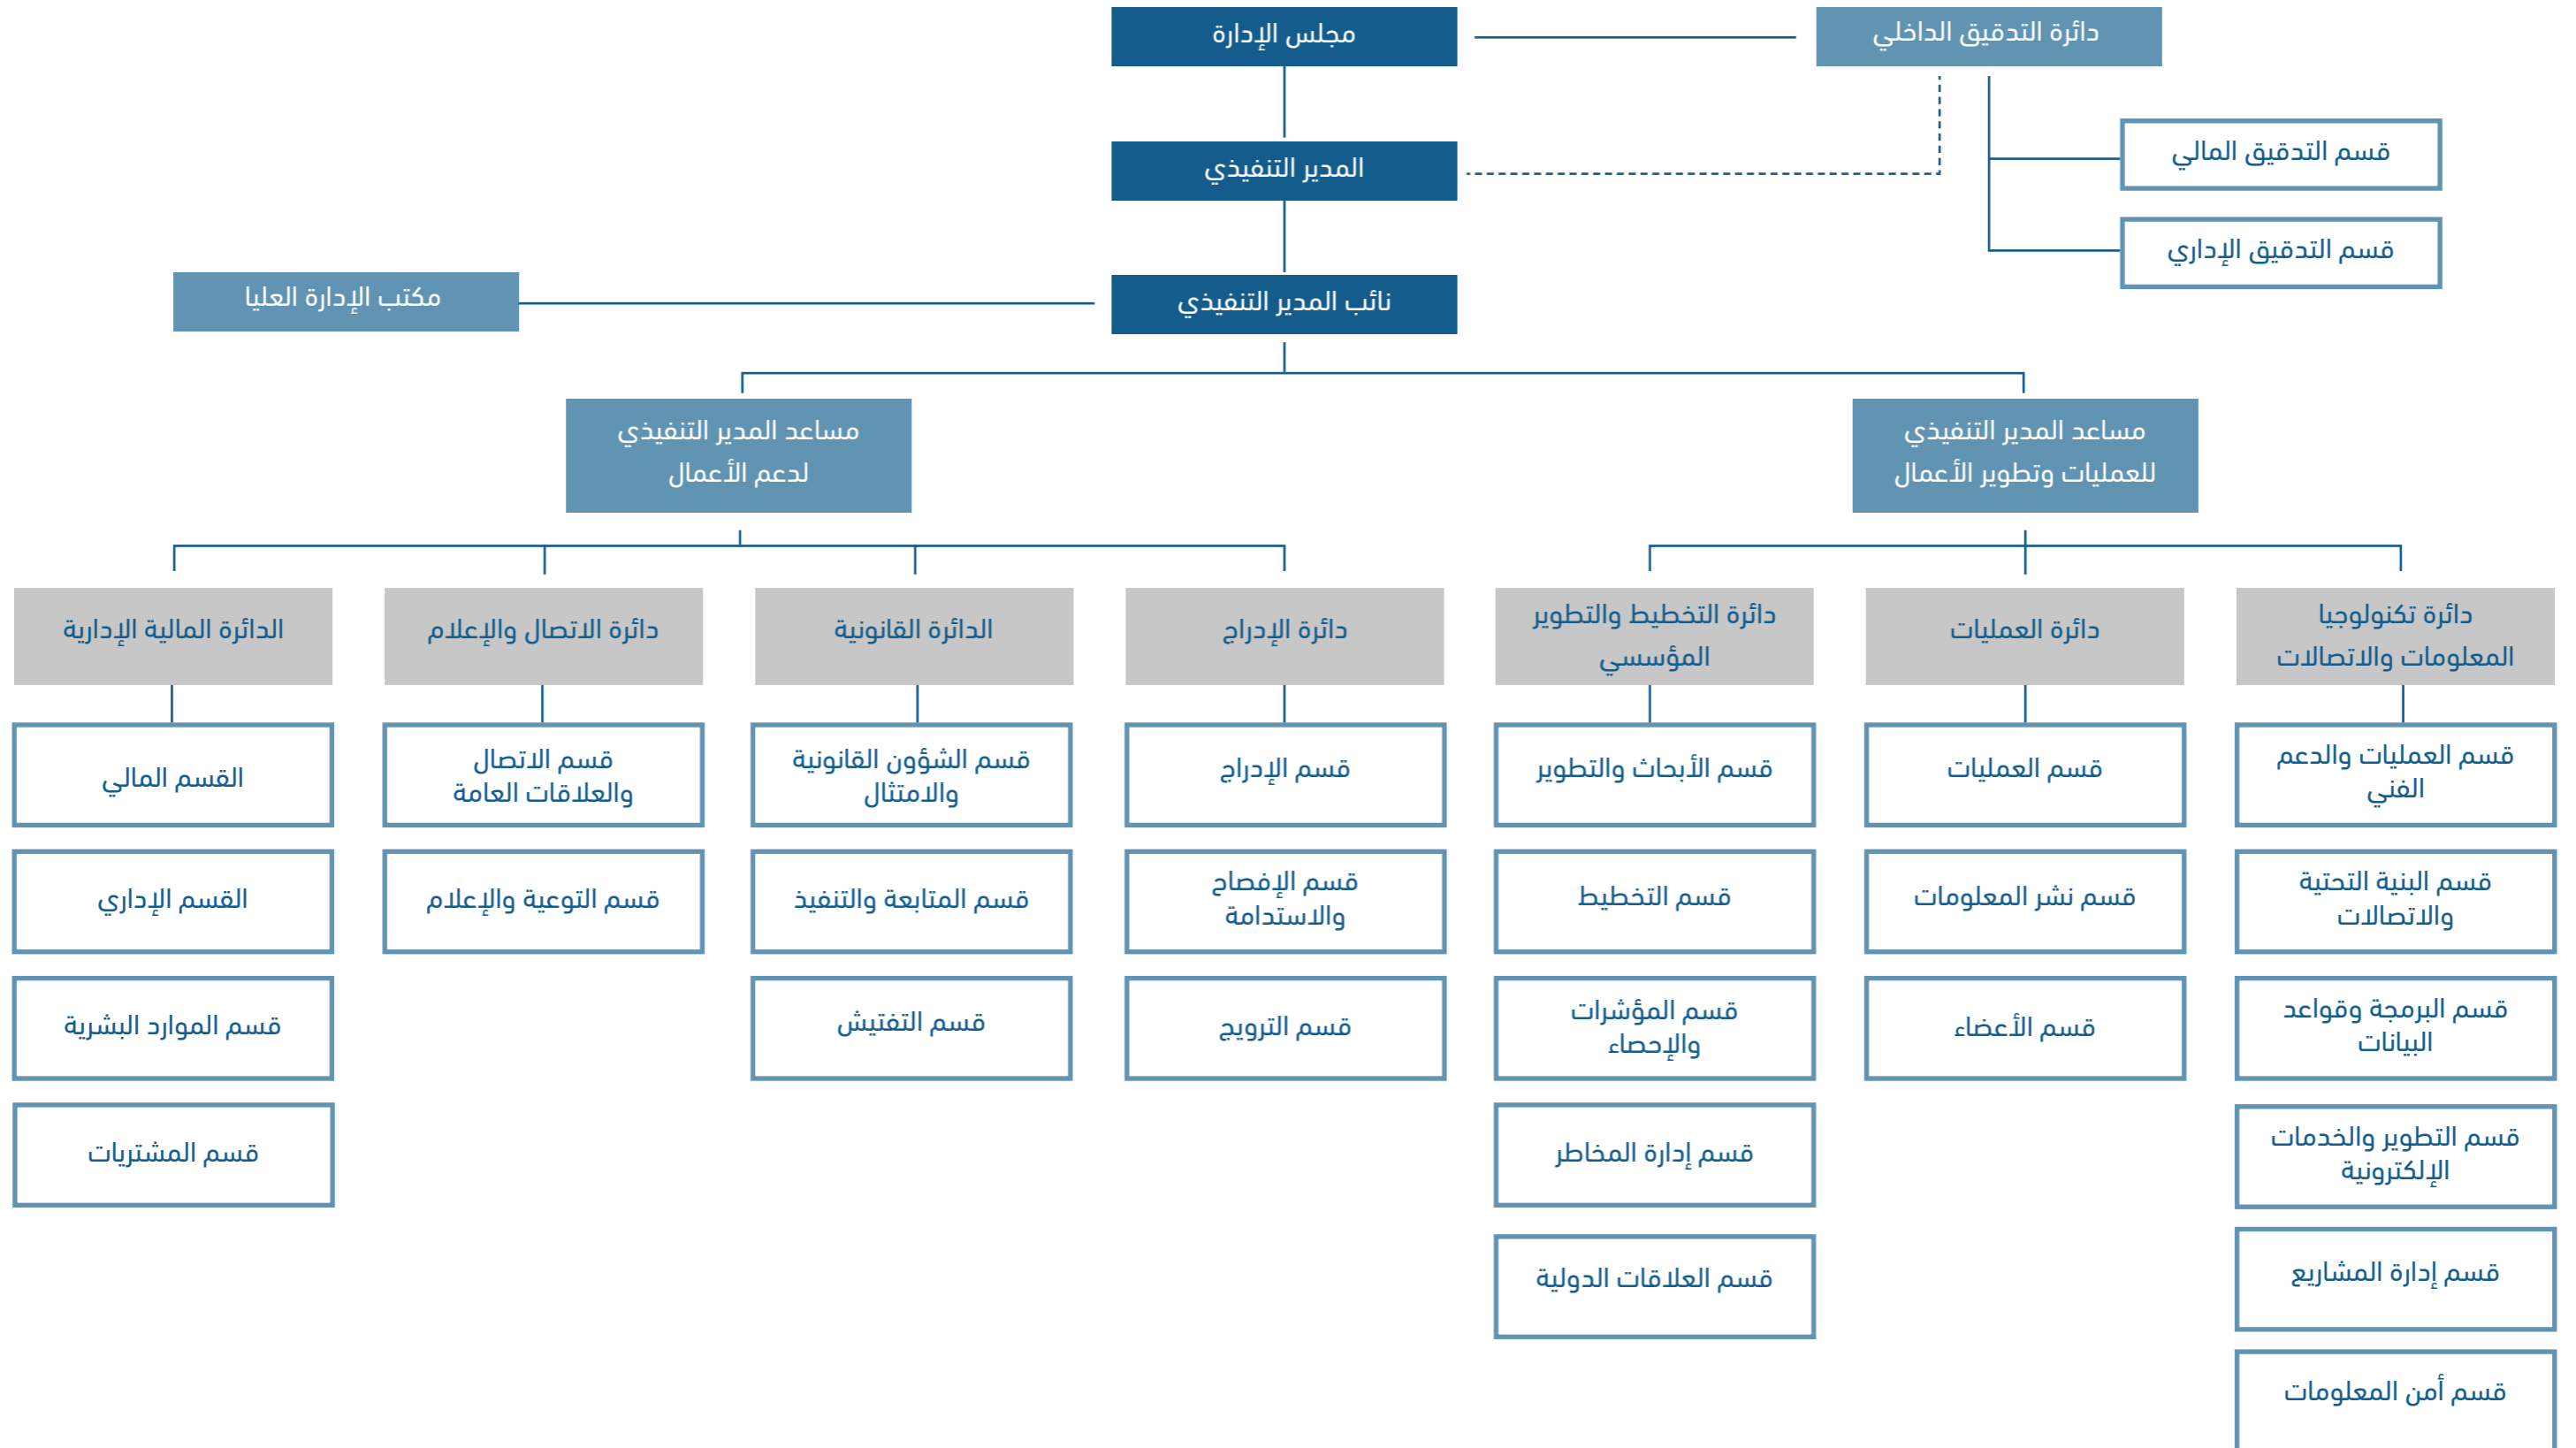 دائرة التدقيق الداخلي
مجلس الإدارة
قسم التدقيق المالي
المدير التنفيذي
قسم التدقيق الإداري
نائب المدير التنفيذي
مكتب الإدارة العليا
مساعد المدير التنفيذي
للعمليات وتطوير الأعمال
مساعد المدير التنفيذي
لدعم الأعمال
دائرة تكنولوجيا
المعلومات والاتصالات
دائرة العمليات
دائرة التخطيط والتطوير
المؤسسي
دائرة الإدراج
الدائرة القانونية
دائرة الاتصال والإعلام
الدائرة المالية الإدارية
قسم العمليات والدعم
الفني
قسم العمليات
قسم الأبحاث والتطوير
قسم الإدراج
قسم الشؤون القانونية
والامتثال
قسم الاتصال
والعلاقات العامة
القسم المالي
قسم البنية التحتية
والاتصالات
قسم نشر المعلومات
قسم التخطيط
قسم الإفصاح
والاستدامة
قسم المتابعة والتنفيذ
قسم التوعية والإعلام
القسم الإداري
قسم البرمجة وقواعد
البيانات
قسم الأعضاء
قسم المؤشرات
والإحصاء
قسم الترويج
قسم التفتيش
قسم الموارد البشرية
قسم التطوير والخدمات
الإلكترونية
قسم إدارة المخاطر
قسم المشتريات
قسم إدارة المشاريع
قسم العلاقات الدولية
قسم أمن المعلومات